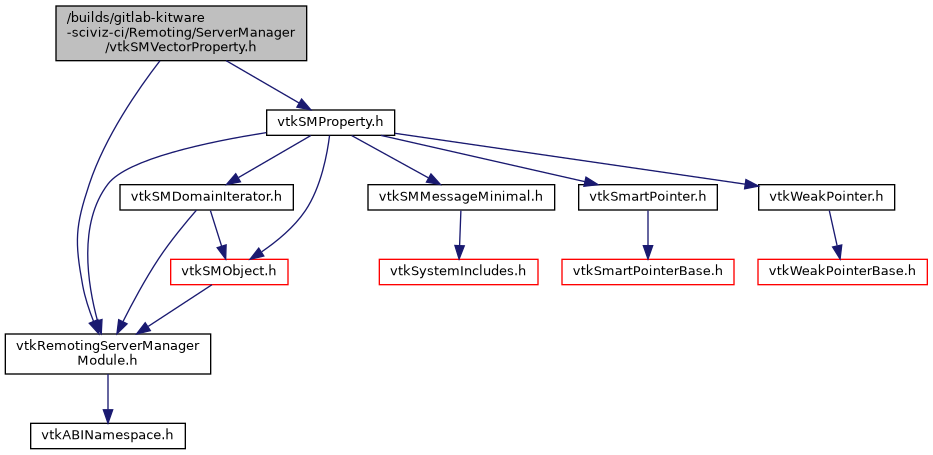 /builds/gitlab-kitware
-sciviz-ci/Remoting/ServerManager
/vtkSMVectorProperty.h
vtkSMProperty.h
vtkSMDomainIterator.h
vtkSMMessageMinimal.h
vtkSmartPointer.h
vtkWeakPointer.h
vtkSMObject.h
vtkSystemIncludes.h
vtkSmartPointerBase.h
vtkWeakPointerBase.h
vtkRemotingServerManager
Module.h
vtkABINamespace.h